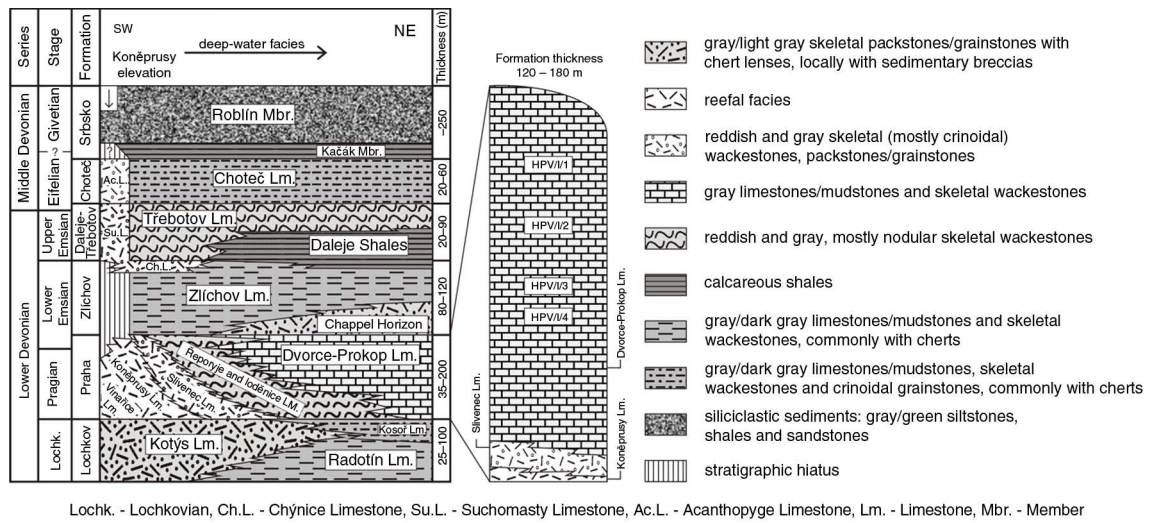 Series
Stage
Formation
SW
NE
deep-water facies
Koněprusy
elevation
Thickness (m)
Middle Devonian
Lower Devonian
Givetian
?
Eifelian
Upper
Emsian
Lower
Emsian
Pragian
Lochk.
Srbsko
Choteč
Daleje-
Třebotov
Zlíchov
Praha
Lochkov
Roblín Mbr.
?
Kačák Mbr.
Ac.L.
Choteč Lm.
Třebotov Lm.
Su.L.
Daleje Shales
Ch.L.
Zlíchov Lm.
Chappel Horizon
Dvorce-Prokop Lm.
Reporyje and loděnice LM.
Slivenec Lm.
Koněprusy Lm.
Vinařice
Lm.
Kotýs Lm.
Kosoř Lm.
Radotín Lm.
~250
20–60
20–90
80–120
35–200
25–100
Formation thickness
120 – 180 m
HPV/I/1
HPV/I/2
HPV/I/3
HPV/I/4
Slivenec Lm.
Dvorce-Prokop Lm.
Koněprusy Lm.
gray/light gray skeletal packstones/grainstones with
chert lenses, locally with sedimentary breccias
reefal facies
reddish and gray skeletal (mostly crinoidal)
wackestones, packstones/grainstones
gray limestones/mudstones and skeletal wackestones
reddish and gray, mostly nodular skeletal wackestones
calcareous shales
gray/dark gray limestones/mudstones and skeletal
wackestones, commonly with cherts
gray/dark gray limestones/mudstones, skeletal
wackestones and crinoidal grainstones, commonly with cherts
siliciclastic sediments: gray/green siltstones,
shales and sandstones
stratigraphic hiatus
Lochk. - Lochkovian, Ch.L. - Chýnice Limestone, Su.L. - Suchomasty Limestone, Ac.L. - Acanthopyge Limestone, Lm. - Limestone, Mbr. - Member